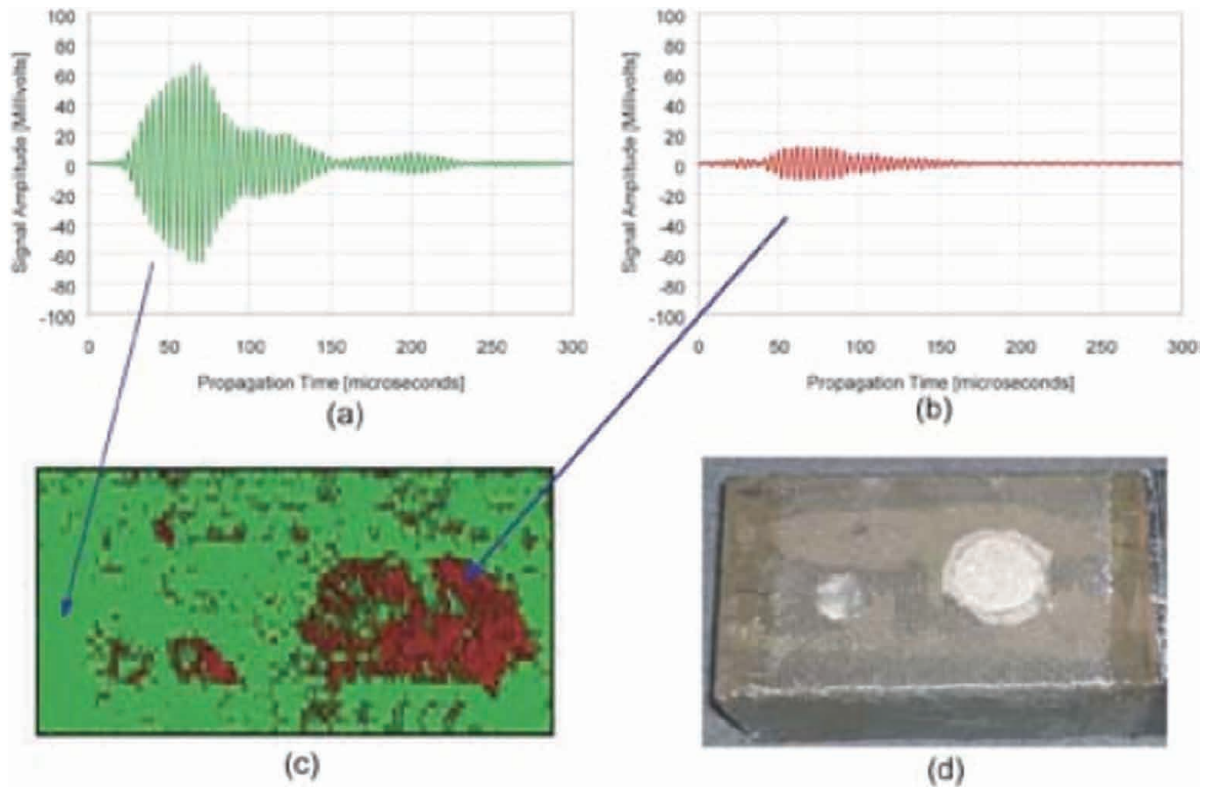 100
80
60
40
20
0
-20
-40
-60
-80
-100
Signal Amplitude [Millivolts]
0 50 100 150 200 250 300
Propagation Time [microseconds]
(a)
100
80
60
40
20
0
-20
-40
-60
-80
-100
Signal Amplitude [Millivolts]
0 50 100 150 200 250 300
Propagation Time [microseconds]
(b)
(c)
(d)